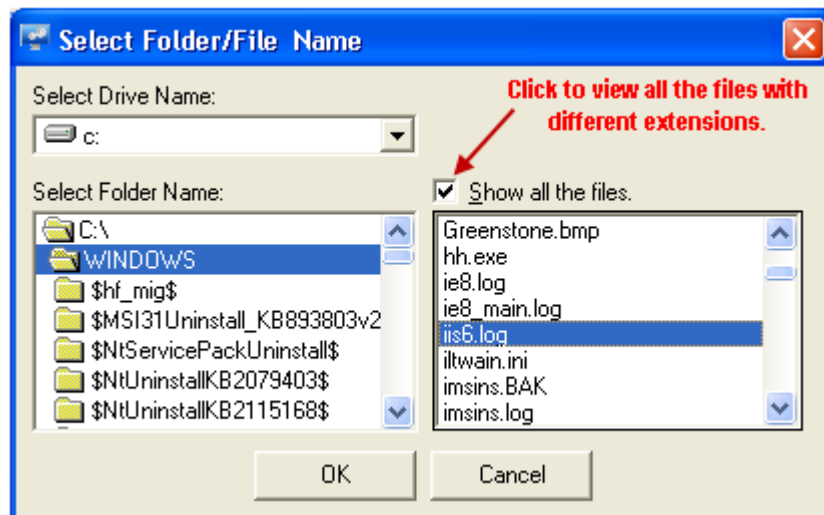 Select Folder/File Name
Click to view all the files with
different extensions.
Select Drive Name:
c:
Select Folder Name:
Show all the files.
C:\
WINDOWS
$hf_mig$
$MSI31Uninstall_KB893803v2
$NtServicePackUninstall$
$NtUninstallKB2079403$
$NtUninstallKB2115168$
Greenstone.bmp
hh.exe
ie8.log
ie8_main.log
iis6.log
iltwain.ini
imsins.BAK
imsins.log
OK
Cancel